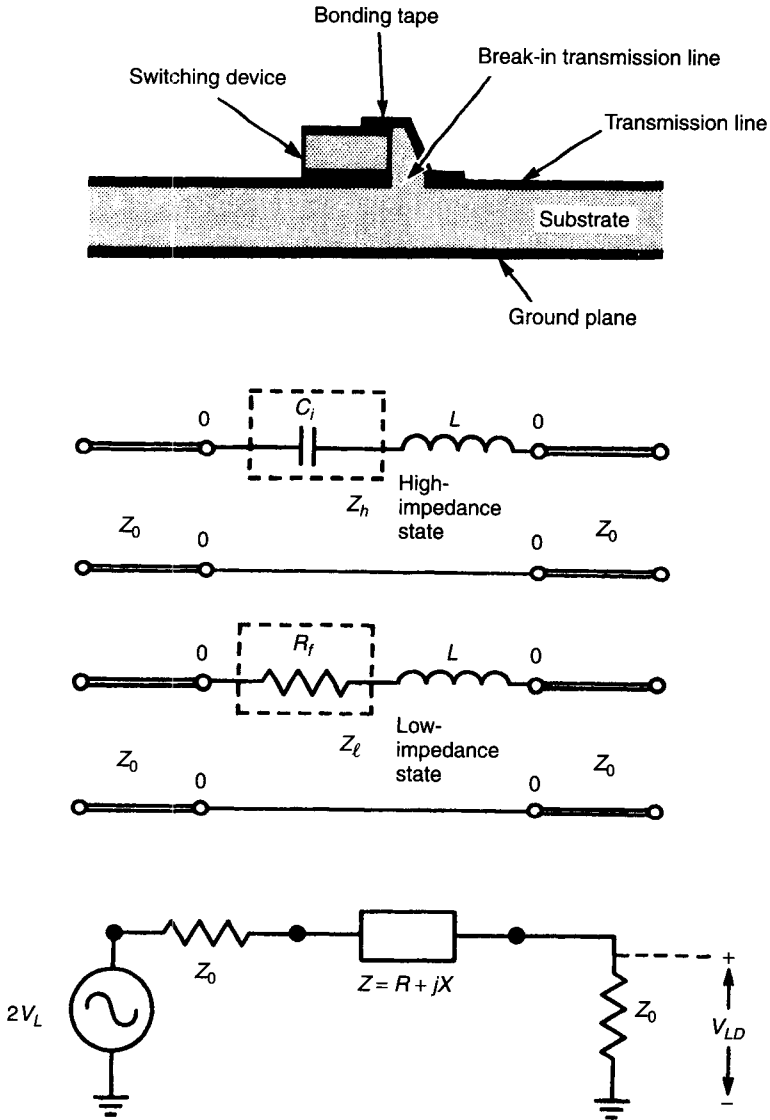 Bonding tape
Switching device
Break-in transmission line
Transmission line
Substrate
Ground plane
0
C_i
L
0
Z_h
High-
impedance
state
Z_0
0
0
Z_0
0
R_f
L
0
Z_ℓ
Low-
impedance
state
Z_0
0
0
Z_0
Z_0
Z = R + jX
+
2V_L
Z_0
V_LD
−